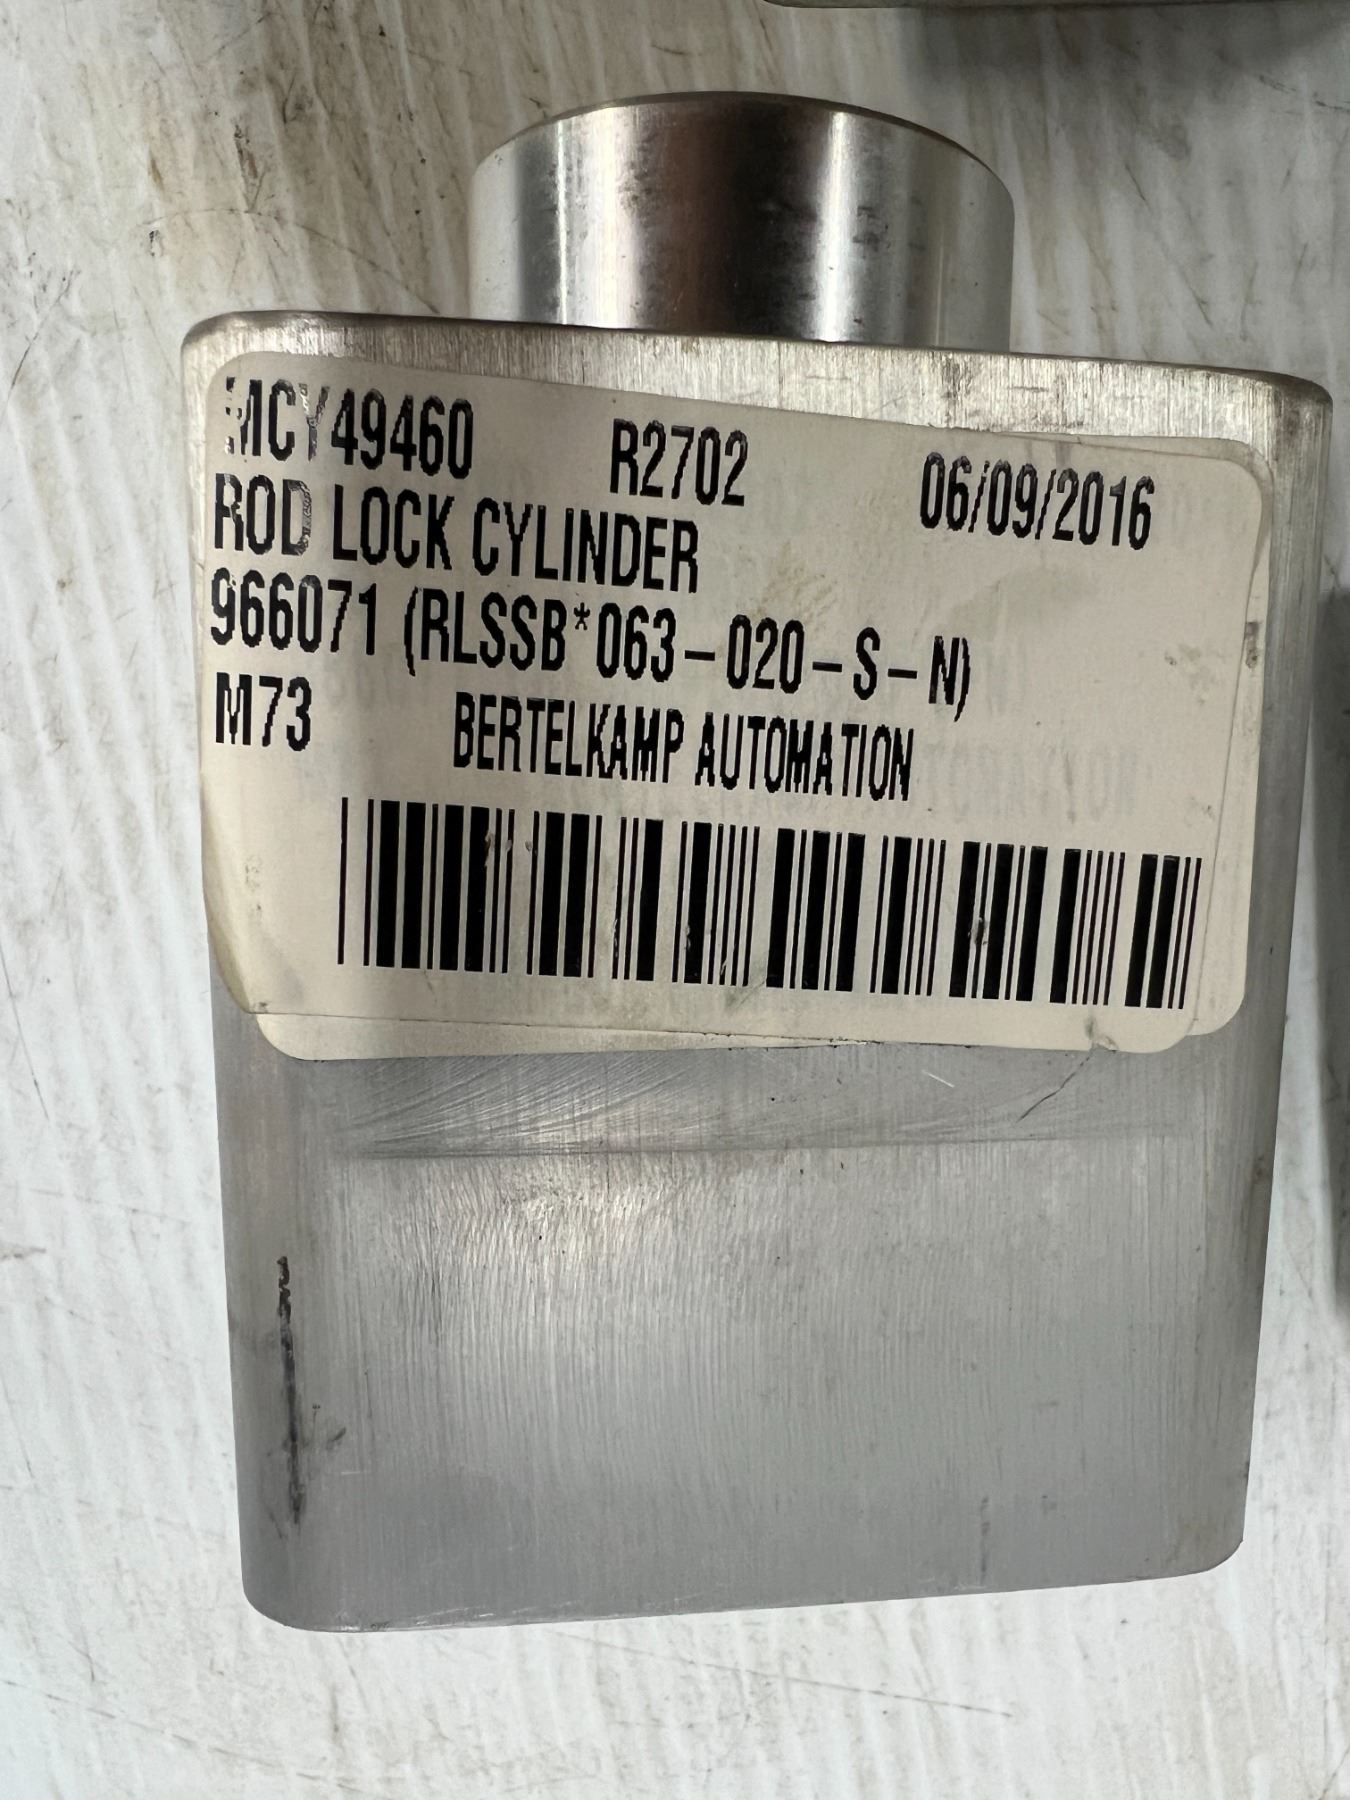 MCY49460 R2702 06/09/2016
ROD LOCK CYLINDER
966071 (RLSSB*063-020-S-N)
M73 BERTELKAMP AUTOMATION